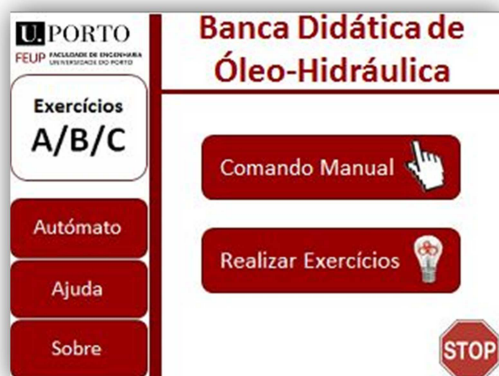 U. PORTO
FEUP FACULDADE DE ENGENHARIA
UNIVERSIDADE DO PORTO
Exercícios
A/B/C
Autómato
Ajuda
Sobre
Banca Didática de
Óleo-Hidráulica
Comando Manual
Realizar Exercícios
STOP